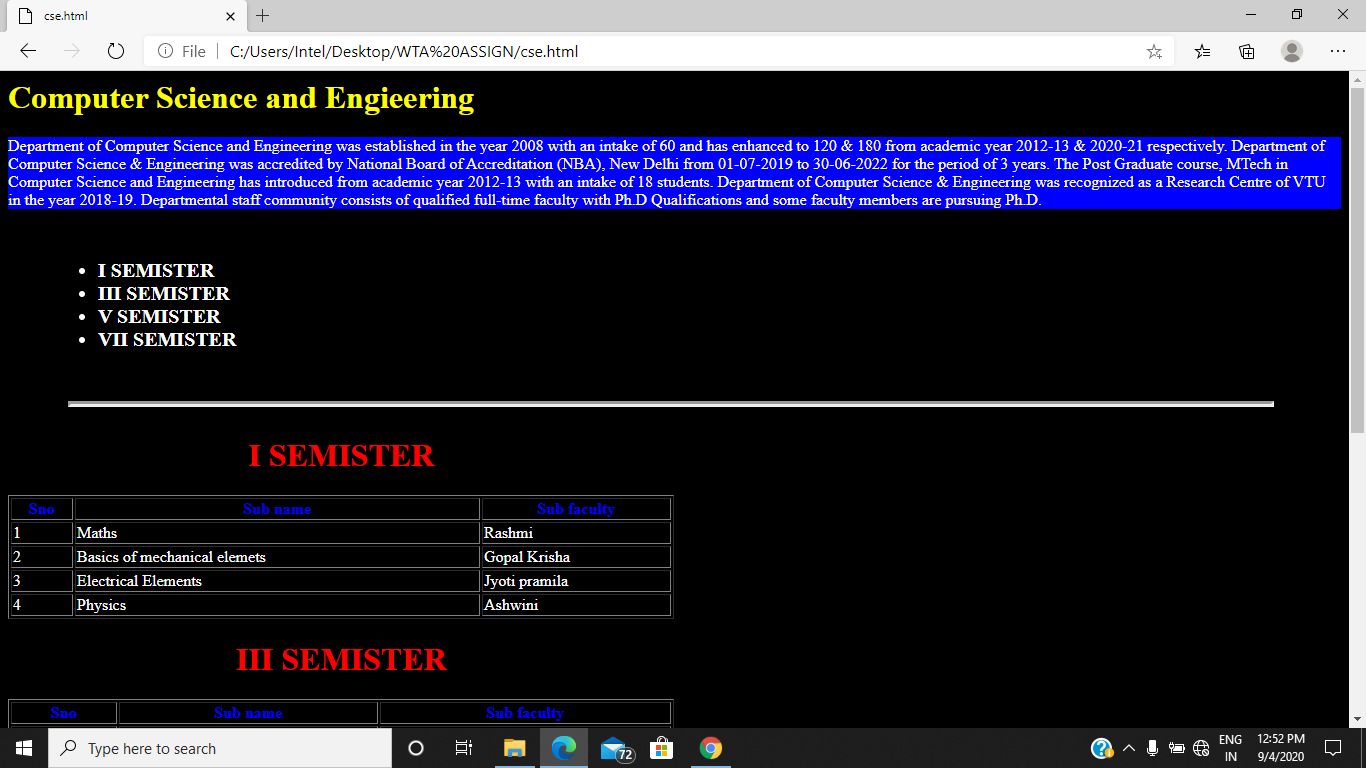 cse.html
File
C:/Users/Intel/Desktop/WTA%20ASSIGN/cse.html
Computer Science and Engieering
Department of Computer Science and Engineering was established in the year 2008 with an intake of 60 and has enhanced to 120 & 180 from academic year 2012-13 & 2020-21 respectively. Department of
Computer Science & Engineering was accredited by National Board of Accreditation (NBA), New Delhi from 01-07-2019 to 30-06-2022 for the period of 3 years. The Post Graduate course, MTech in
Computer Science and Engineering has introduced from academic year 2012-13 with an intake of 18 students. Department of Computer Science & Engineering was recognized as a Research Centre of VTU
in the year 2018-19. Departmental staff community consists of qualified full-time faculty with Ph.D Qualifications and some faculty members are pursuing Ph.D.
• I SEMISTER
• III SEMISTER
• V SEMISTER
• VII SEMISTER
I SEMISTER
Sno Sub name Sub faculty
1 Maths Rashmi
2 Basics of mechanical elemets Gopal Krisha
3 Electrical Elements Jyoti pramila
4 Physics Ashwini
III SEMISTER
Sno Sub name Sub faculty
Type here to search
72
ENG
IN
12:52 PM
9/4/2020